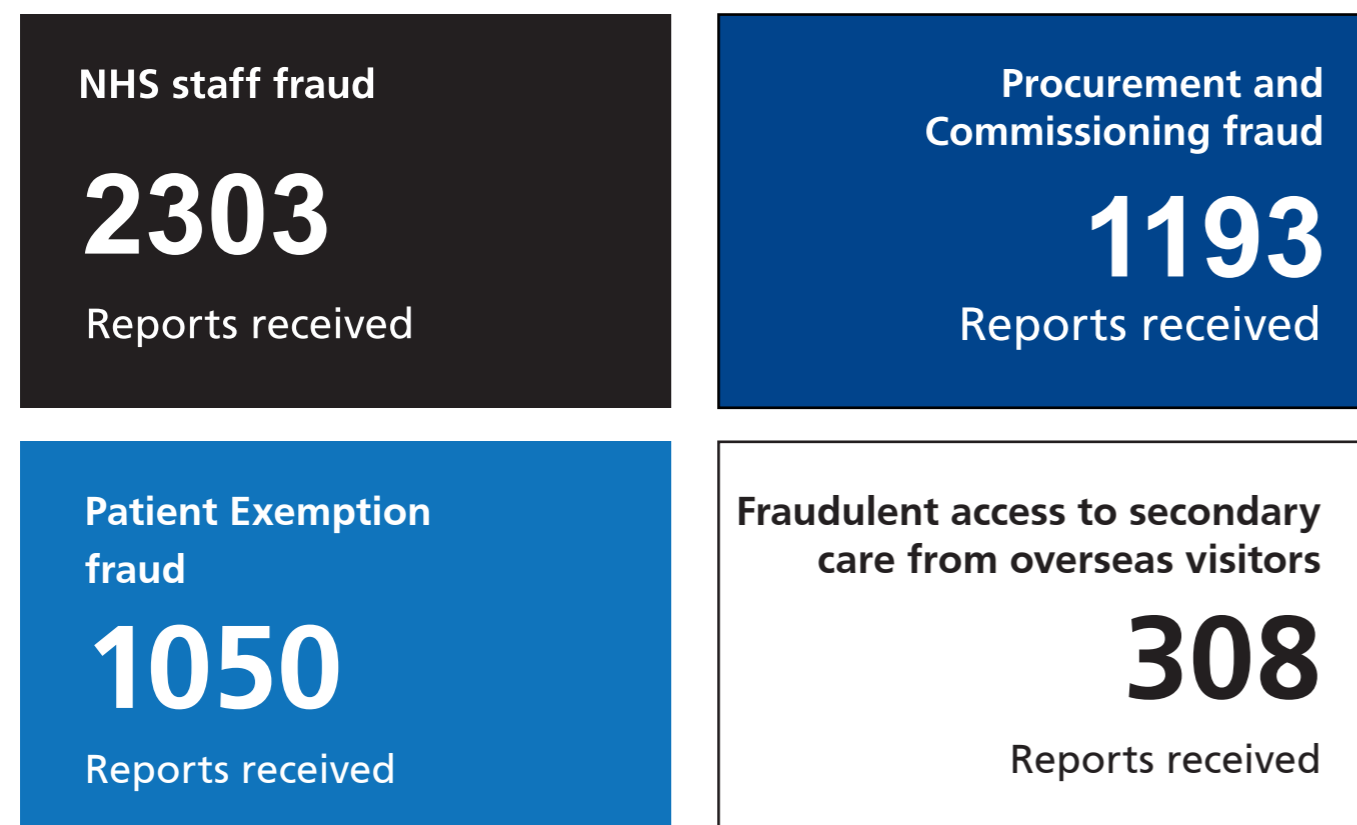 NHS staff fraud
2303
Reports received
Procurement and
Commissioning fraud
1193
Reports received
Patient Exemption
fraud
1050
Reports received
Fraudulent access to secondary
care from overseas visitors
308
Reports received